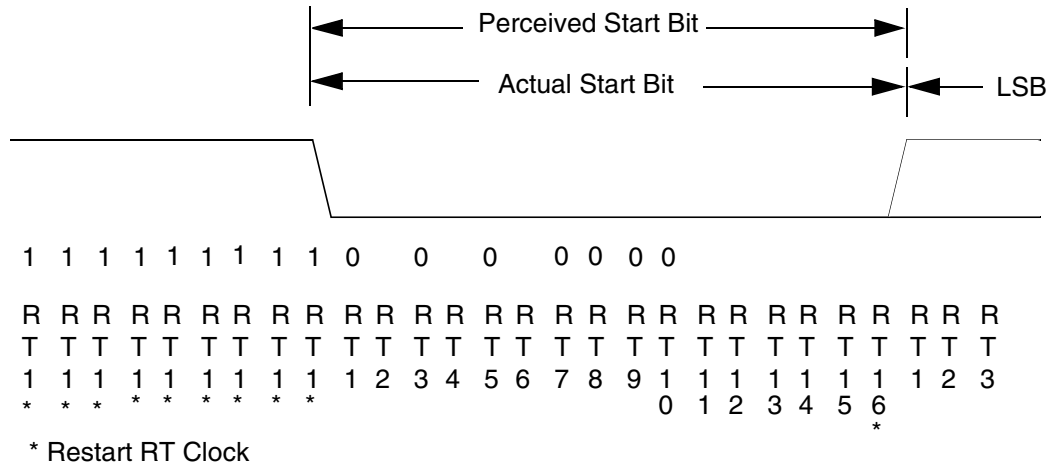 Perceived Start Bit
Actual Start Bit LSB
1 1 1 1 1 1 1 1 1 0 0 0 0 0 0 0
R R R R R R R R R R R R R R R R R R R R R R R R R R R R
T T T T T T T T T T T T T T T T T T T T T T T T T T T T
1 1 1 1 1 1 1 1 1 1 2 3 4 5 6 7 8 9 1 1 1 1 1 1 1 1 2 3
* * * * * * * * * 0 1 2 3 4 5 6
*
* Restart RT Clock